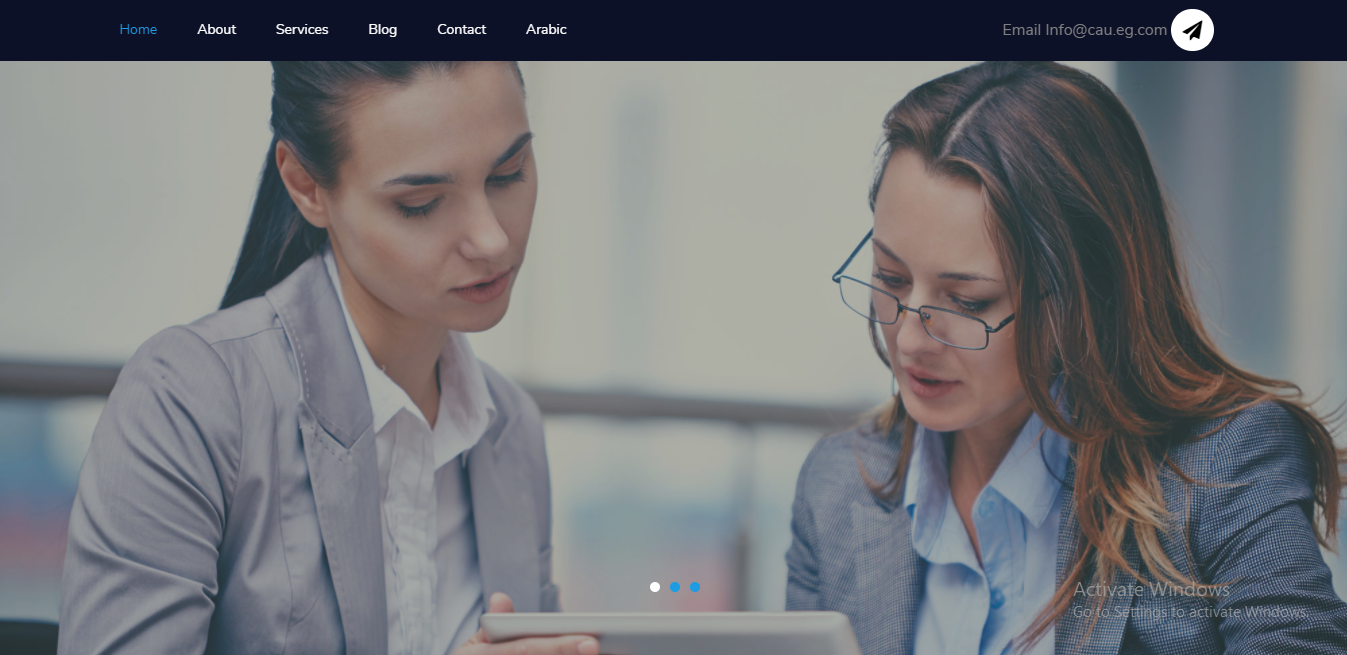 Home About Services Blog Contact Arabic Email Info@cau.eg.com
Activate Windows
Go to Settings to activate Windows.